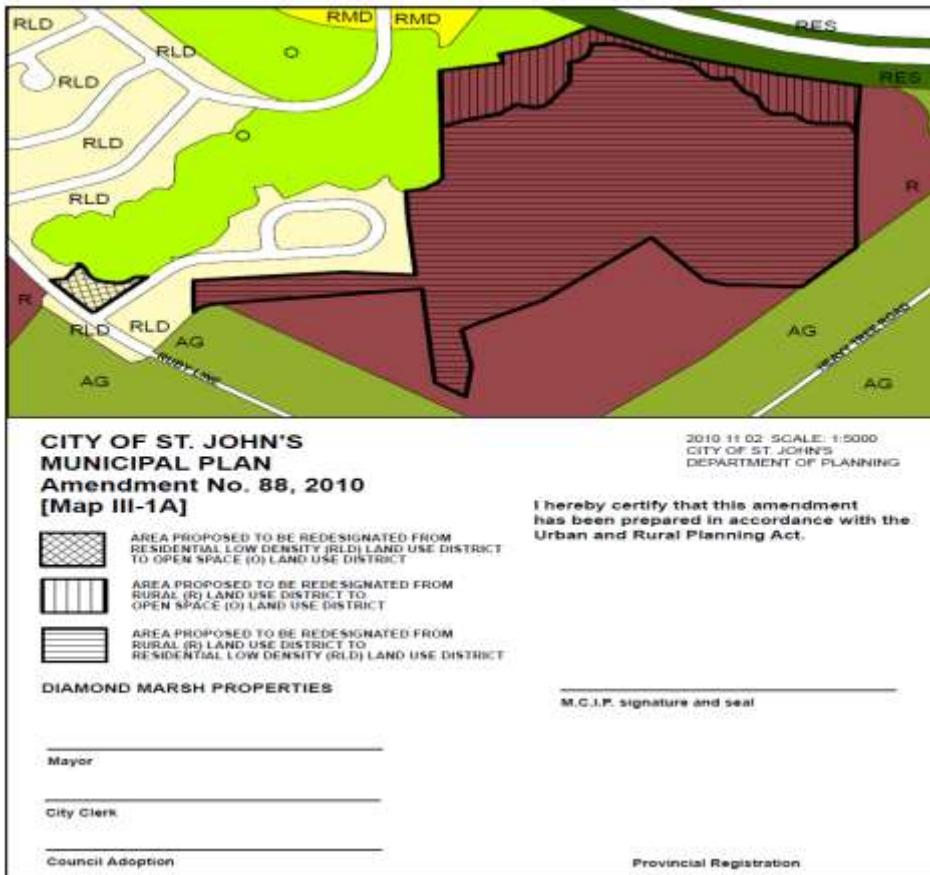 RMD
RMD
RLD
RES
RLD
RLD
RES
RLD
RLD
R
R
RLD
RLD
AG
AG
RUBY LINE
AG
AG
HEAVY TREE ROAD
CITY OF ST. JOHN'S
MUNICIPAL PLAN
Amendment No. 88, 2010
[Map III-1A]
2010 11 02 SCALE: 1:5000
CITY OF ST. JOHN'S
DEPARTMENT OF PLANNING
I hereby certify that this amendment
has been prepared in accordance with the
Urban and Rural Planning Act.
AREA PROPOSED TO BE REDESIGNATED FROM
RESIDENTIAL LOW DENSITY (RLD) LAND USE DISTRICT
TO OPEN SPACE (O) LAND USE DISTRICT
AREA PROPOSED TO BE REDESIGNATED FROM
RURAL (R) LAND USE DISTRICT TO
OPEN SPACE (O) LAND USE DISTRICT
AREA PROPOSED TO BE REDESIGNATED FROM
RURAL (R) LAND USE DISTRICT TO
RESIDENTIAL LOW DENSITY (RLD) LAND USE DISTRICT
DIAMOND MARSH PROPERTIES
M.C.I.P. signature and seal
Mayor
City Clerk
Council Adoption
Provincial Registration
O
O